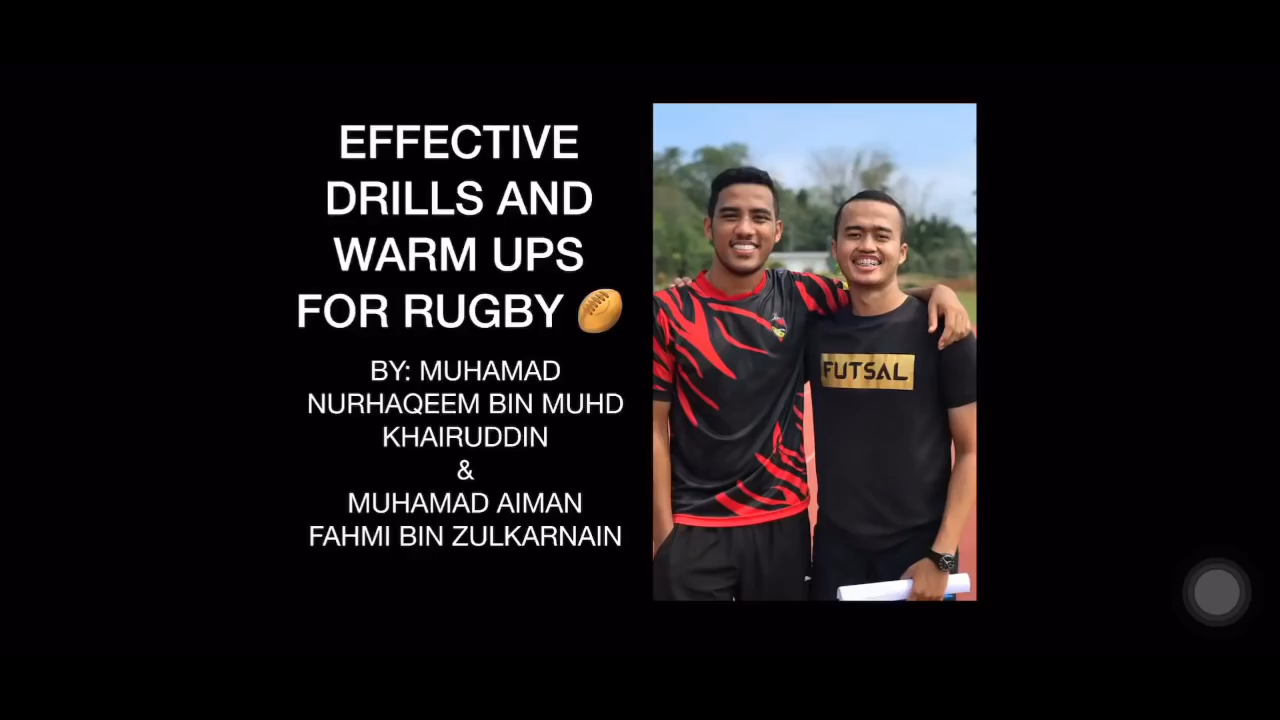 EFFECTIVE
DRILLS AND
WARM UPS
FOR RUGBY 🏉
BY: MUHAMAD
NURHAQEEM BIN MUHD
KHAIRUDDIN
&
MUHAMAD AIMAN
FAHMI BIN ZULKARNAIN
FUTSAL